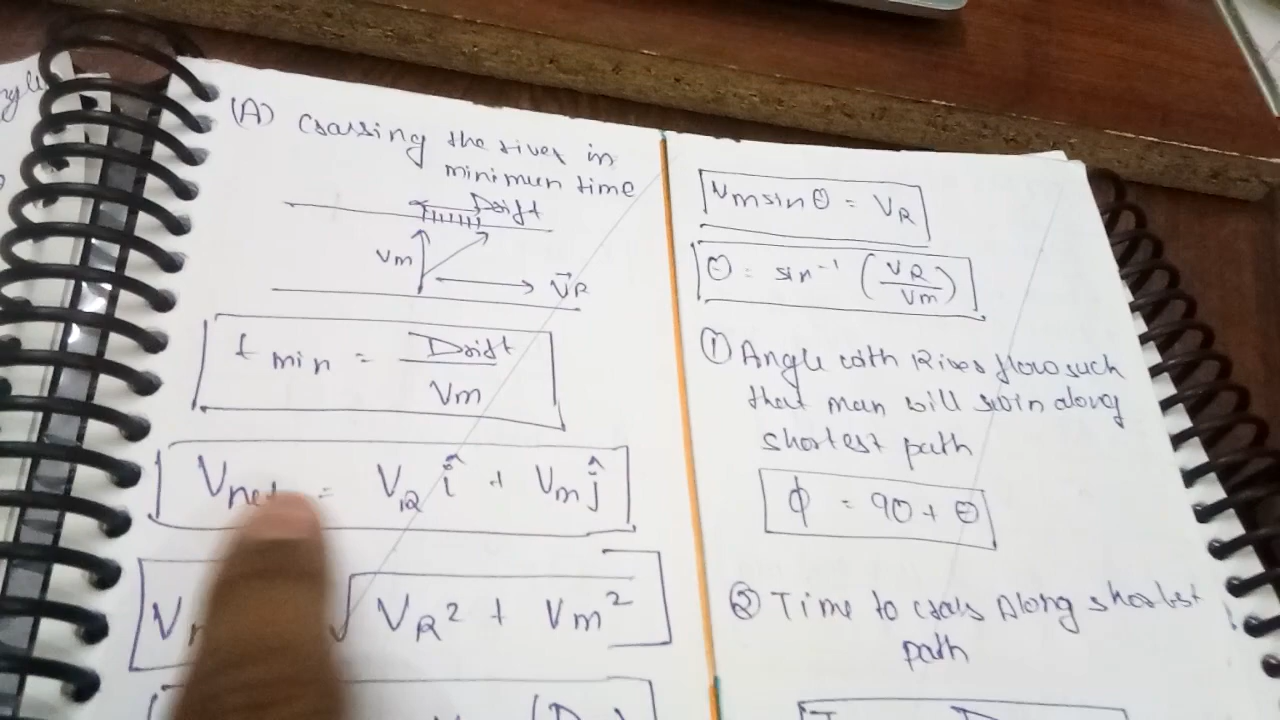 (A) Crossing the river in
minimum time
Drift
Vm
V⃗R
t min = Drift / Vm
Vnet = VR î + Vm ĵ
√(VR² + Vm²)
Vm sin θ = VR
θ = sin⁻¹ (VR / Vm)
① Angle with River flow such
that man will swim along
shortest path
ϕ = 90 + θ
② Time to cross Along shortest
path